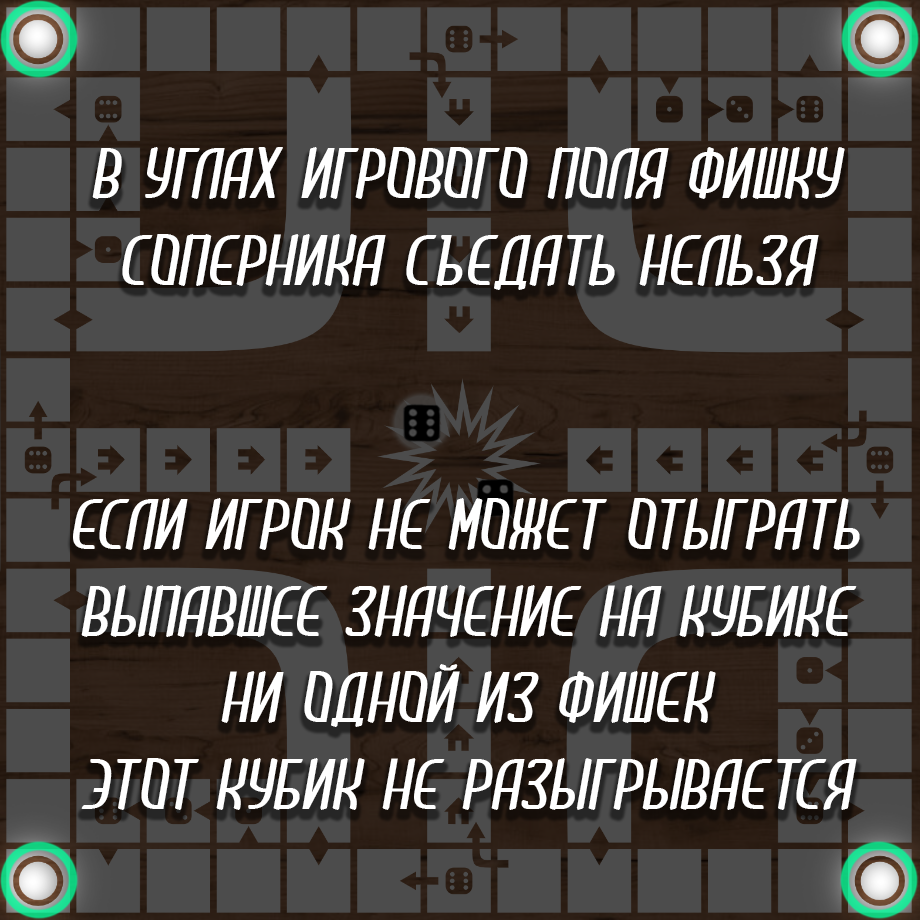 В УГЛАХ ИГРОВОГО ПОЛЯ ФИШКУ
СОПЕРНИКА СЪЕДАТЬ НЕЛЬЗЯ
ЕСЛИ ИГРОК НЕ МОЖЕТ ОТЫГРАТЬ
ВЫПАВШЕЕ ЗНАЧЕНИЕ НА КУБИКЕ
НИ ОДНОЙ ИЗ ФИШЕК
ЭТОТ КУБИК НЕ РАЗЫГРЫВАЕТСЯ